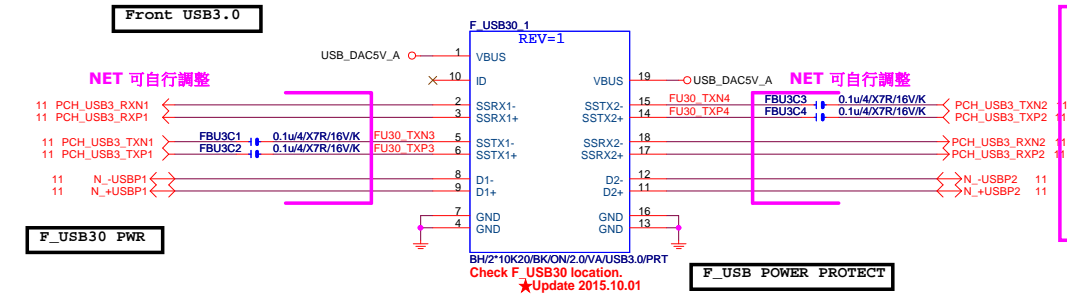 Front USB3.0
F_USB30_1
REV=1
USB_DAC5V_A 1 VBUS
10 ID
VBUS 19 USB_DAC5V_A
NET 可自行調整
NET 可自行調整
11 PCH_USB3_RXN1 2 SSRX1-
11 PCH_USB3_RXP1 3 SSRX1+
SSTX2- 15 FU30_TXN4 FBU3C3 0.1u/4/X7R/16V/K PCH_USB3_TXN2
SSTX2+ 14 FU30_TXP4 FBU3C4 0.1u/4/X7R/16V/K PCH_USB3_TXP2
11 PCH_USB3_TXN1 FBU3C1 0.1u/4/X7R/16V/K FU30_TXN3 5 SSTX1-
11 PCH_USB3_TXP1 FBU3C2 0.1u/4/X7R/16V/K FU30_TXP3 6 SSTX1+
SSRX2- 18 PCH_USB3_RXN2
SSRX2+ 17 PCH_USB3_RXP2
11 N_-USBP1 8 D1-
11 N_+USBP1 9 D1+
D2- 12 N_-USBP2 11
D2+ 11 N_+USBP2 11
7 GND
4 GND
GND 16
GND 13
F_USB30 PWR
BH/2*10K20/BK/ON/2.0/VA/USB3.0/PRT
Check F_USB30 location.
★Update 2015.10.01
F_USB POWER PROTECT